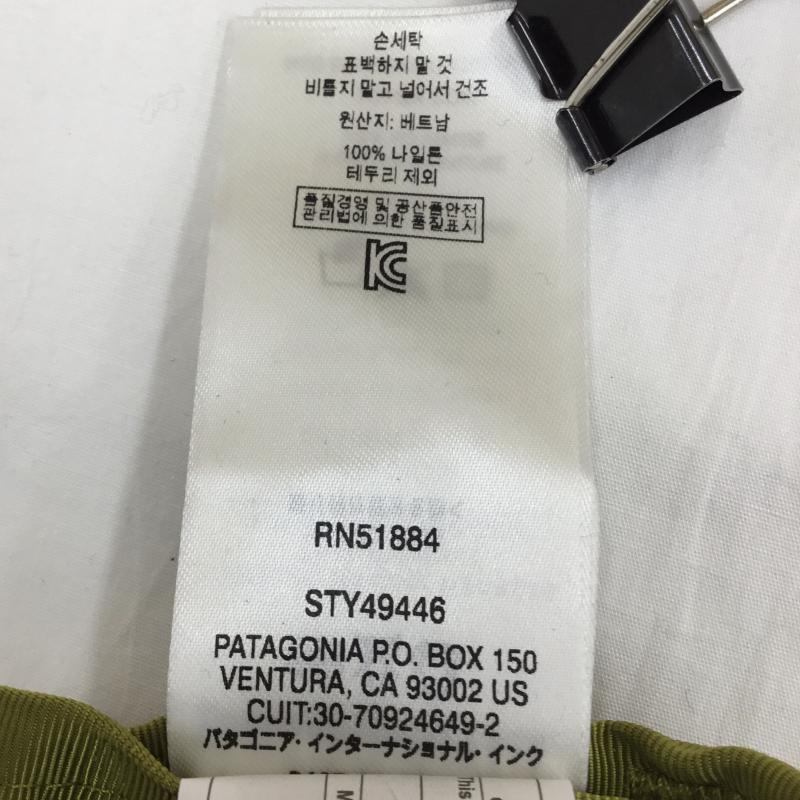 손세탁
표백하지 말 것
비틀지 말고 널어서 건조
원산지: 베트남
100% 나일론
테두리 제외
품질경영 및 공산품안전
관리법에 의한 품질표시
KC
RN51884
STY49446
PATAGONIA P.O. BOX 150
VENTURA, CA 93002 US
CUIT:30-70924649-2
パタゴニア・インターナショナル・インク
This